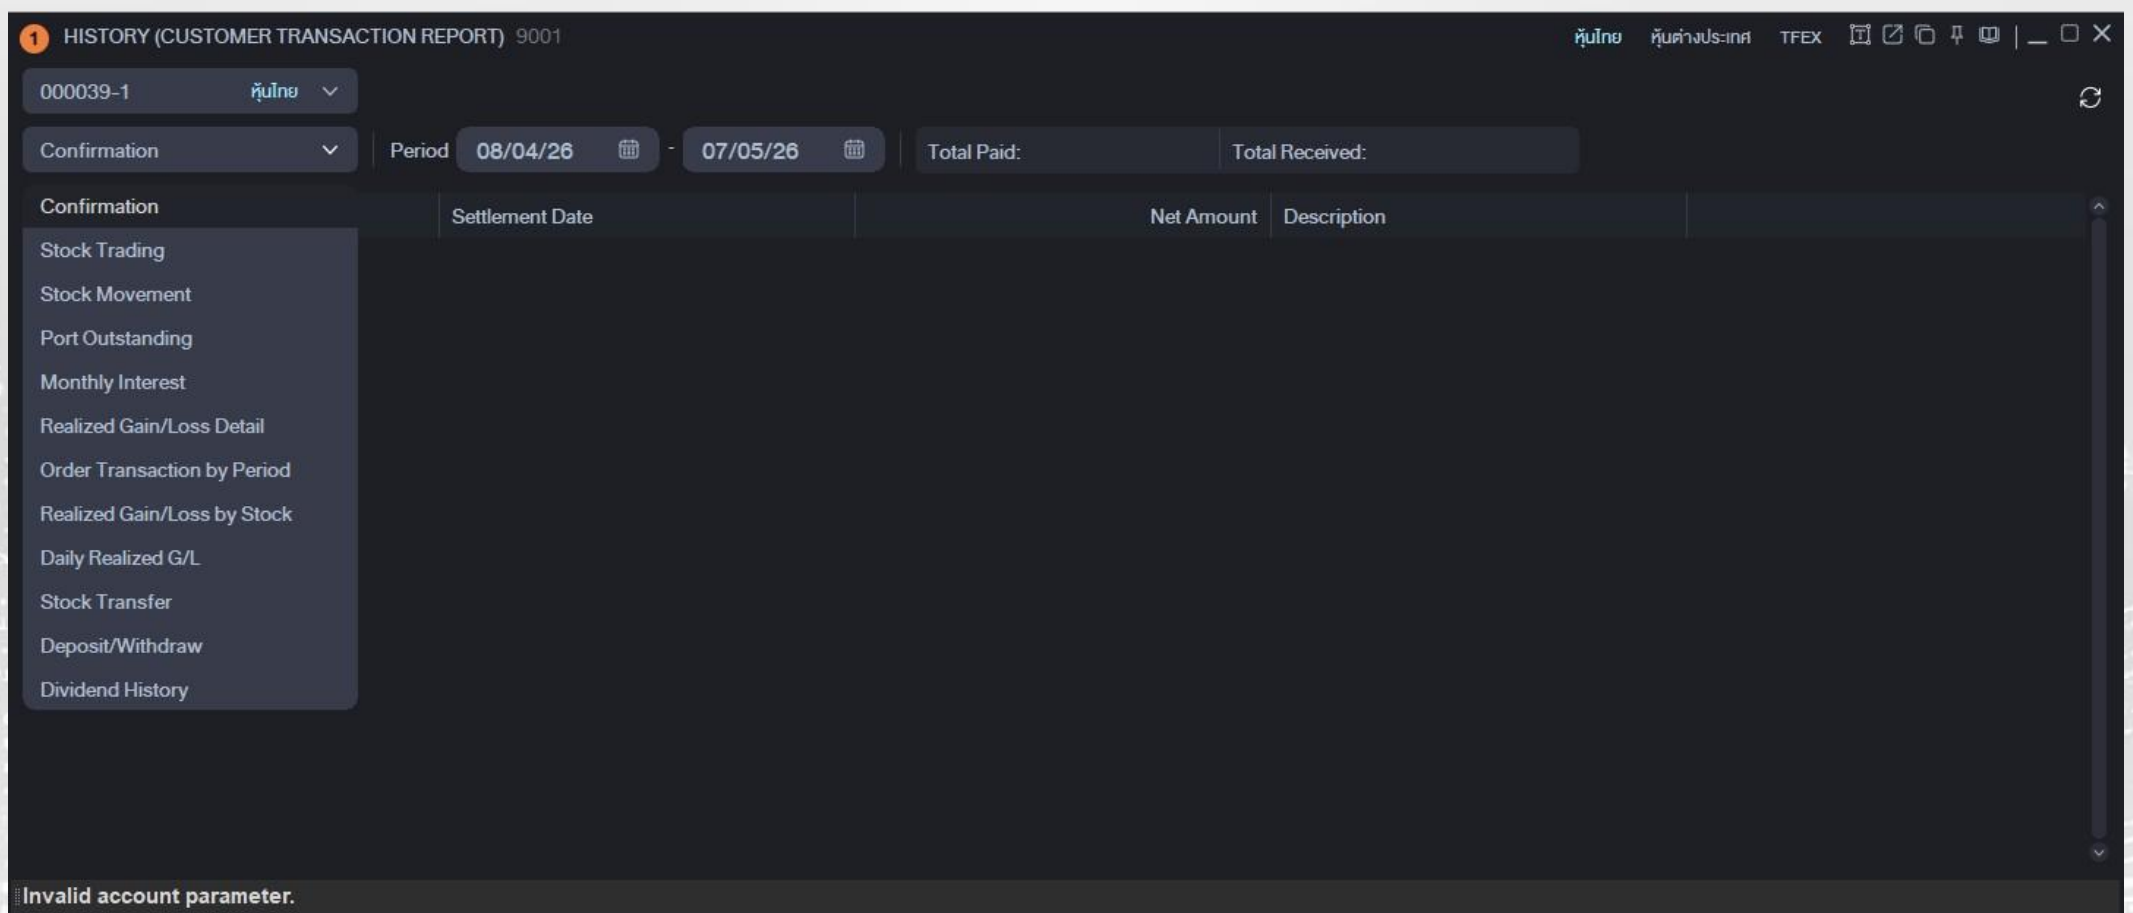 1 HISTORY (CUSTOMER TRANSACTION REPORT) 9001 หุ้นไทย หุ้นต่างประเทศ TFEX
000039-1 หุ้นไทย
Confirmation Period 08/04/26 - 07/05/26 Total Paid: Total Received:
Confirmation
Settlement Date Net Amount Description
Stock Trading
Stock Movement
Port Outstanding
Monthly Interest
Realized Gain/Loss Detail
Order Transaction by Period
Realized Gain/Loss by Stock
Daily Realized G/L
Stock Transfer
Deposit/Withdraw
Dividend History
Invalid account parameter.